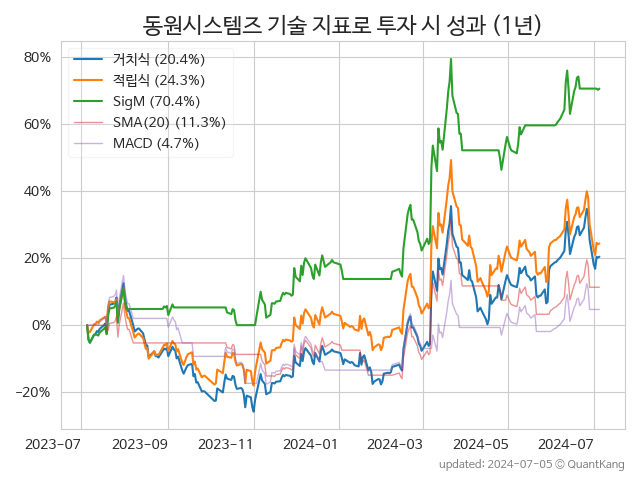 동원시스템즈 기술 지표로 투자 시 성과 (1년)
거치식 (20.4%)
적립식 (24.3%)
SigM (70.4%)
SMA(20) (11.3%)
MACD (4.7%)
80%
60%
40%
20%
0%
−20%
2023-07 2023-09 2023-11 2024-01 2024-03 2024-05 2024-07
updated: 2024-07-05 © QuantKang